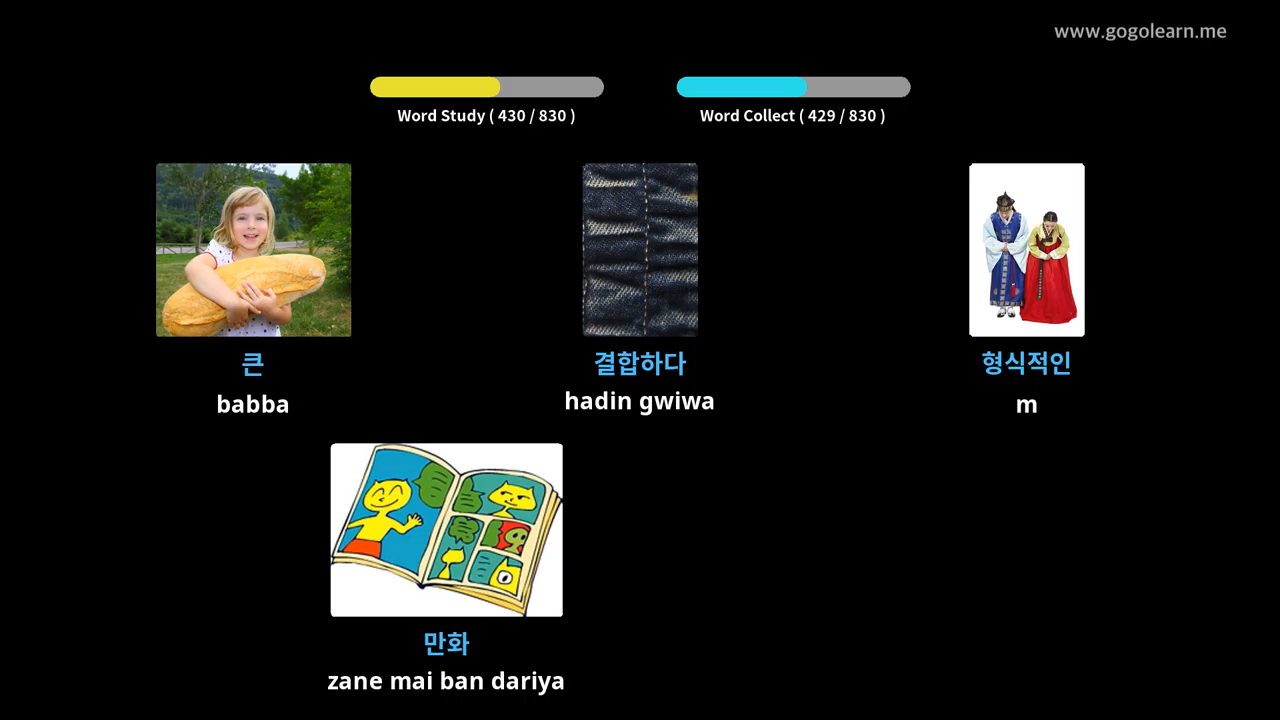 www.gogolearn.me
Word Study ( 430 / 830 )
Word Collect ( 429 / 830 )
큰
babba
결합하다
hadin gwiwa
형식적인
m
만화
zane mai ban dariya